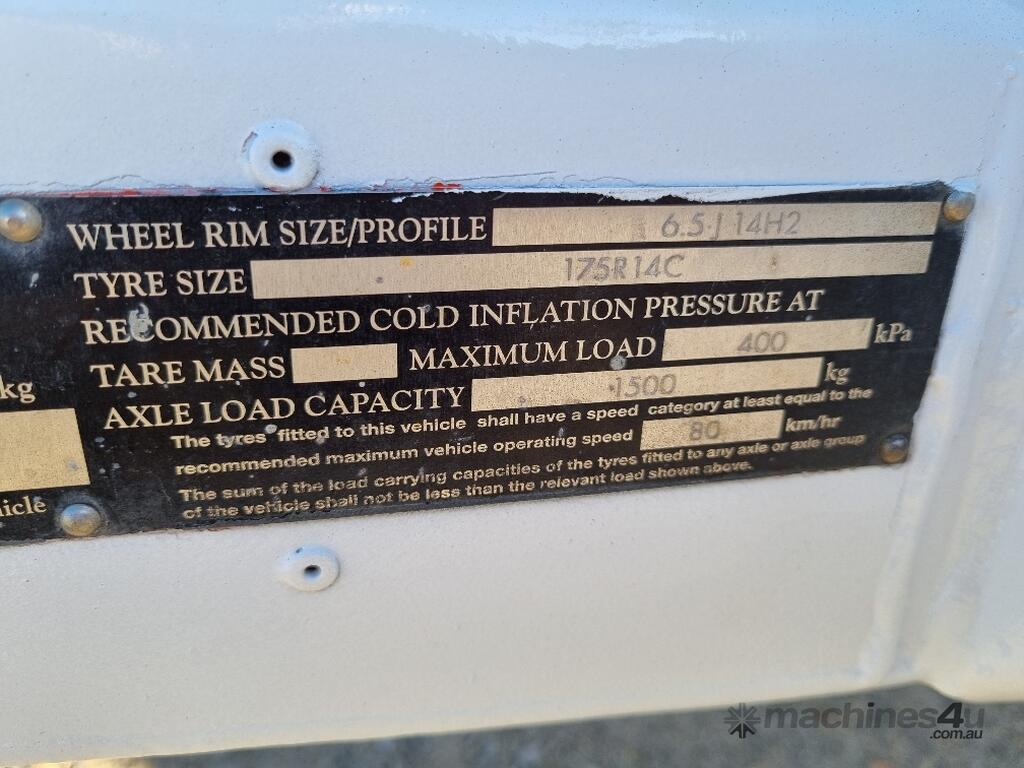 WHEEL RIM SIZE/PROFILE 6.5 J 14H2
TYRE SIZE 175R14C
RECOMMENDED COLD INFLATION PRESSURE AT
TARE MASS MAXIMUM LOAD 400 kPa
kg
AXLE LOAD CAPACITY 1500 kg
The tyres fitted to this vehicle shall have a speed category at least equal to the
recommended maximum vehicle operating speed 80 km/hr
The sum of the load carrying capacities of the tyres fitted to any axle or axle group
of the vehicle shall not be less than the relevant load shown above.
hicle
machines4u
.com.au